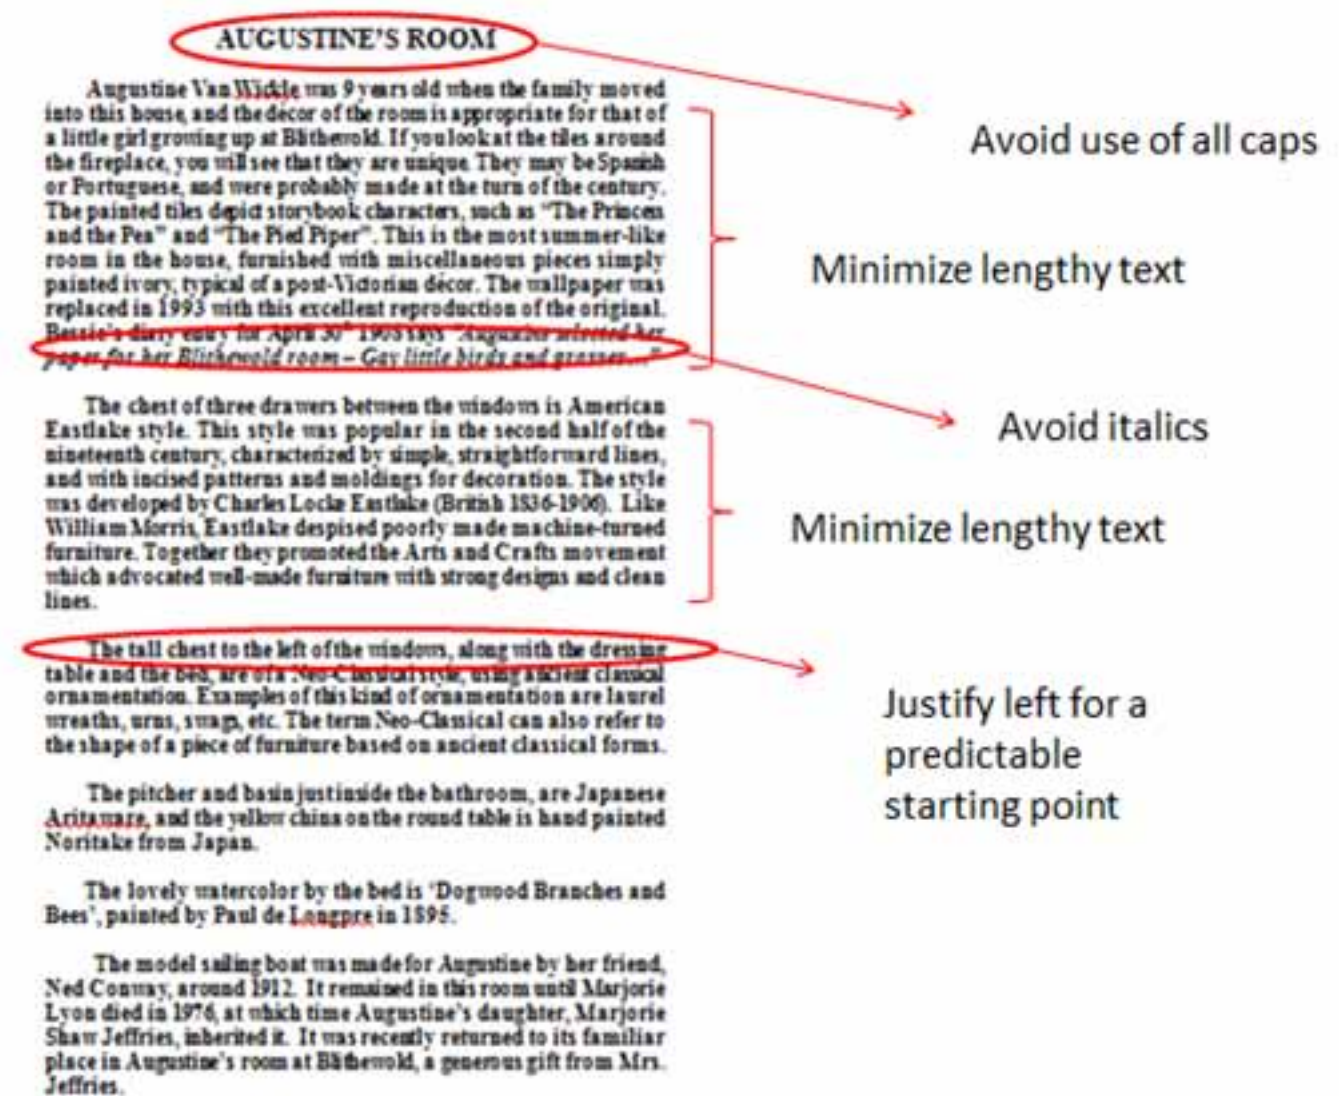 AUGUSTINE'S ROOM
Augustine Van Wickle was 9 years old when the family moved
into this house, and the decor of the room is appropriate for that of
a little girl growing up at Blithewold. If you look at the tiles around
the fireplace, you will see that they are unique. They may be Spanish
or Portuguese, and were probably made at the turn of the century.
The painted tiles depict storybook characters, such as "The Princess
and the Pea" and "The Pied Piper". This is the most summer-like
room in the house, furnished with miscellaneous pieces simply
painted ivory, typical of a post-Victorian décor. The wallpaper was
replaced in 1993 with this excellent reproduction of the original.
Bessie's diary entry for April 30th says "Augustine selected her
paper for her Blithewold room – Gay little birds and grasses..."
The chest of three drawers between the windows is American
Eastlake style. This style was popular in the second half of the
nineteenth century, characterized by simple, straightforward lines,
and with incised patterns and moldings for decoration. The style
was developed by Charles Locke Eastlake (British 1836-1906). Like
William Morris, Eastlake despised poorly made machine-turned
furniture. Together they promoted the Arts and Crafts movement
which advocated well-made furniture with strong designs and clean
lines.
The tall chest to the left of the windows, along with the dressing
table and the bed, are of a Neo-Classical style, using ancient classical
ornamentation. Examples of this kind of ornamentation are laurel
wreaths, urns, swags, etc. The term Neo-Classical can also refer to
the shape of a piece of furniture based on ancient classical forms.
The pitcher and basin just inside the bathroom, are Japanese
Aritaware, and the yellow china on the round table is hand painted
Noritake from Japan.
The lovely watercolor by the bed is 'Dogwood Branches and
Bees', painted by Paul de Longpre in 1895.
The model sailing boat was made for Augustine by her friend,
Ned Conway, around 1912. It remained in this room until Marjorie
Lyon died in 1976, at which time Augustine's daughter, Marjorie
Shaw Jeffries, inherited it. It was recently returned to its familiar
place in Augustine's room at Blithewold, a generous gift from Mrs.
Jeffries.
Avoid use of all caps
Minimize lengthy text
Avoid italics
Minimize lengthy text
Justify left for a
predictable
starting point